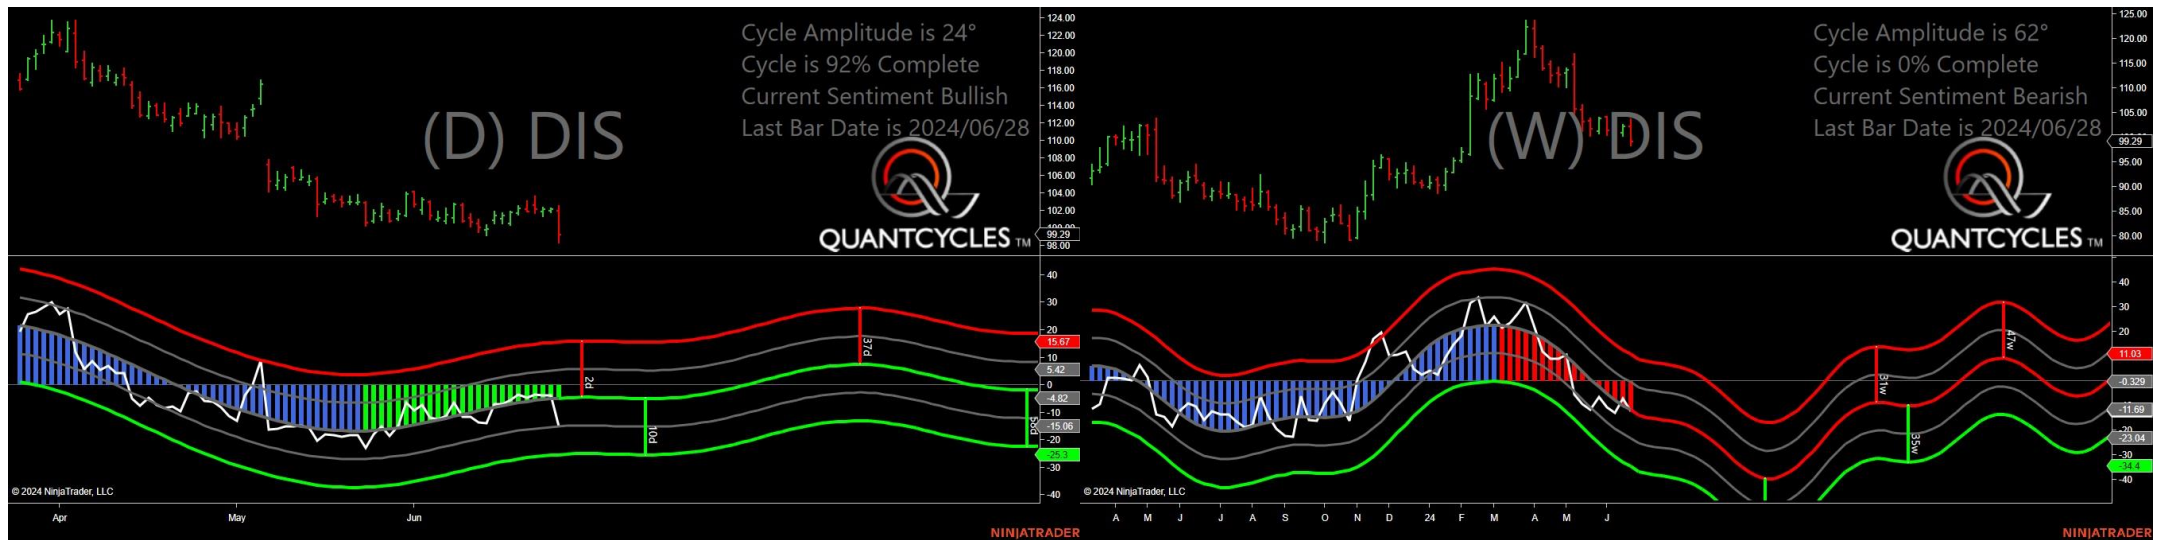 Cycle Amplitude is 24°
Cycle is 92% Complete
Current Sentiment Bullish
Last Bar Date is 2024/06/28
(D) DIS
QUANTCYCLES TM
124.00
122.00
120.00
118.00
116.00
114.00
112.00
110.00
108.00
106.00
104.00
102.00
99.29
98.00
40
30
20
15.67
10
5.42
0
-4.82
-10
-15.06
-20
-25.3
-30
-40
2d
10d
37d
© 2024 NinjaTrader, LLC
Apr May Jun
NINJATRADER
Cycle Amplitude is 62°
Cycle is 0% Complete
Current Sentiment Bearish
Last Bar Date is 2024/06/28
(W) DIS
QUANTCYCLES TM
125.00
120.00
115.00
110.00
105.00
99.29
95.00
90.00
85.00
80.00
40
30
20
11.03
-0.329
-11.69
-23.04
-30
-34.4
-40
31w
35w
47w
© 2024 NinjaTrader, LLC
A M J J A S O N D 24 F M A M J
NINJATRADER